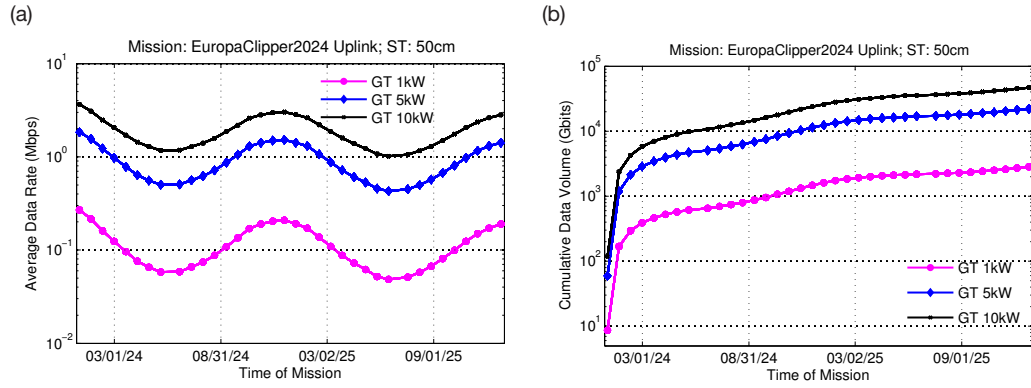 (a)
Mission: EuropaClipper2024 Uplink; ST: 50cm
10^1
10^0
10^−1
10^−2
Average Data Rate (Mbps)
GT 1kW
GT 5kW
GT 10kW
03/01/24 08/31/24 03/02/25 09/01/25
Time of Mission
(b)
Mission: EuropaClipper2024 Uplink; ST: 50cm
10^5
10^4
10^3
10^2
10^1
Cumulative Data Volume (Gbits)
GT 1kW
GT 5kW
GT 10kW
03/01/24 08/31/24 03/02/25 09/01/25
Time of Mission